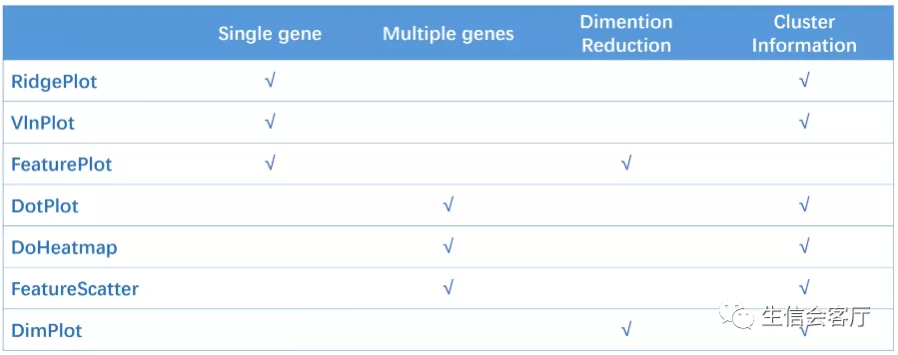 Single gene Multiple genes Dimention Reduction Cluster Information
RidgePlot √ √
VlnPlot √ √
FeaturePlot √ √
DotPlot √ √
DoHeatmap √ √
FeatureScatter √ √
DimPlot √ √
生信会客厅